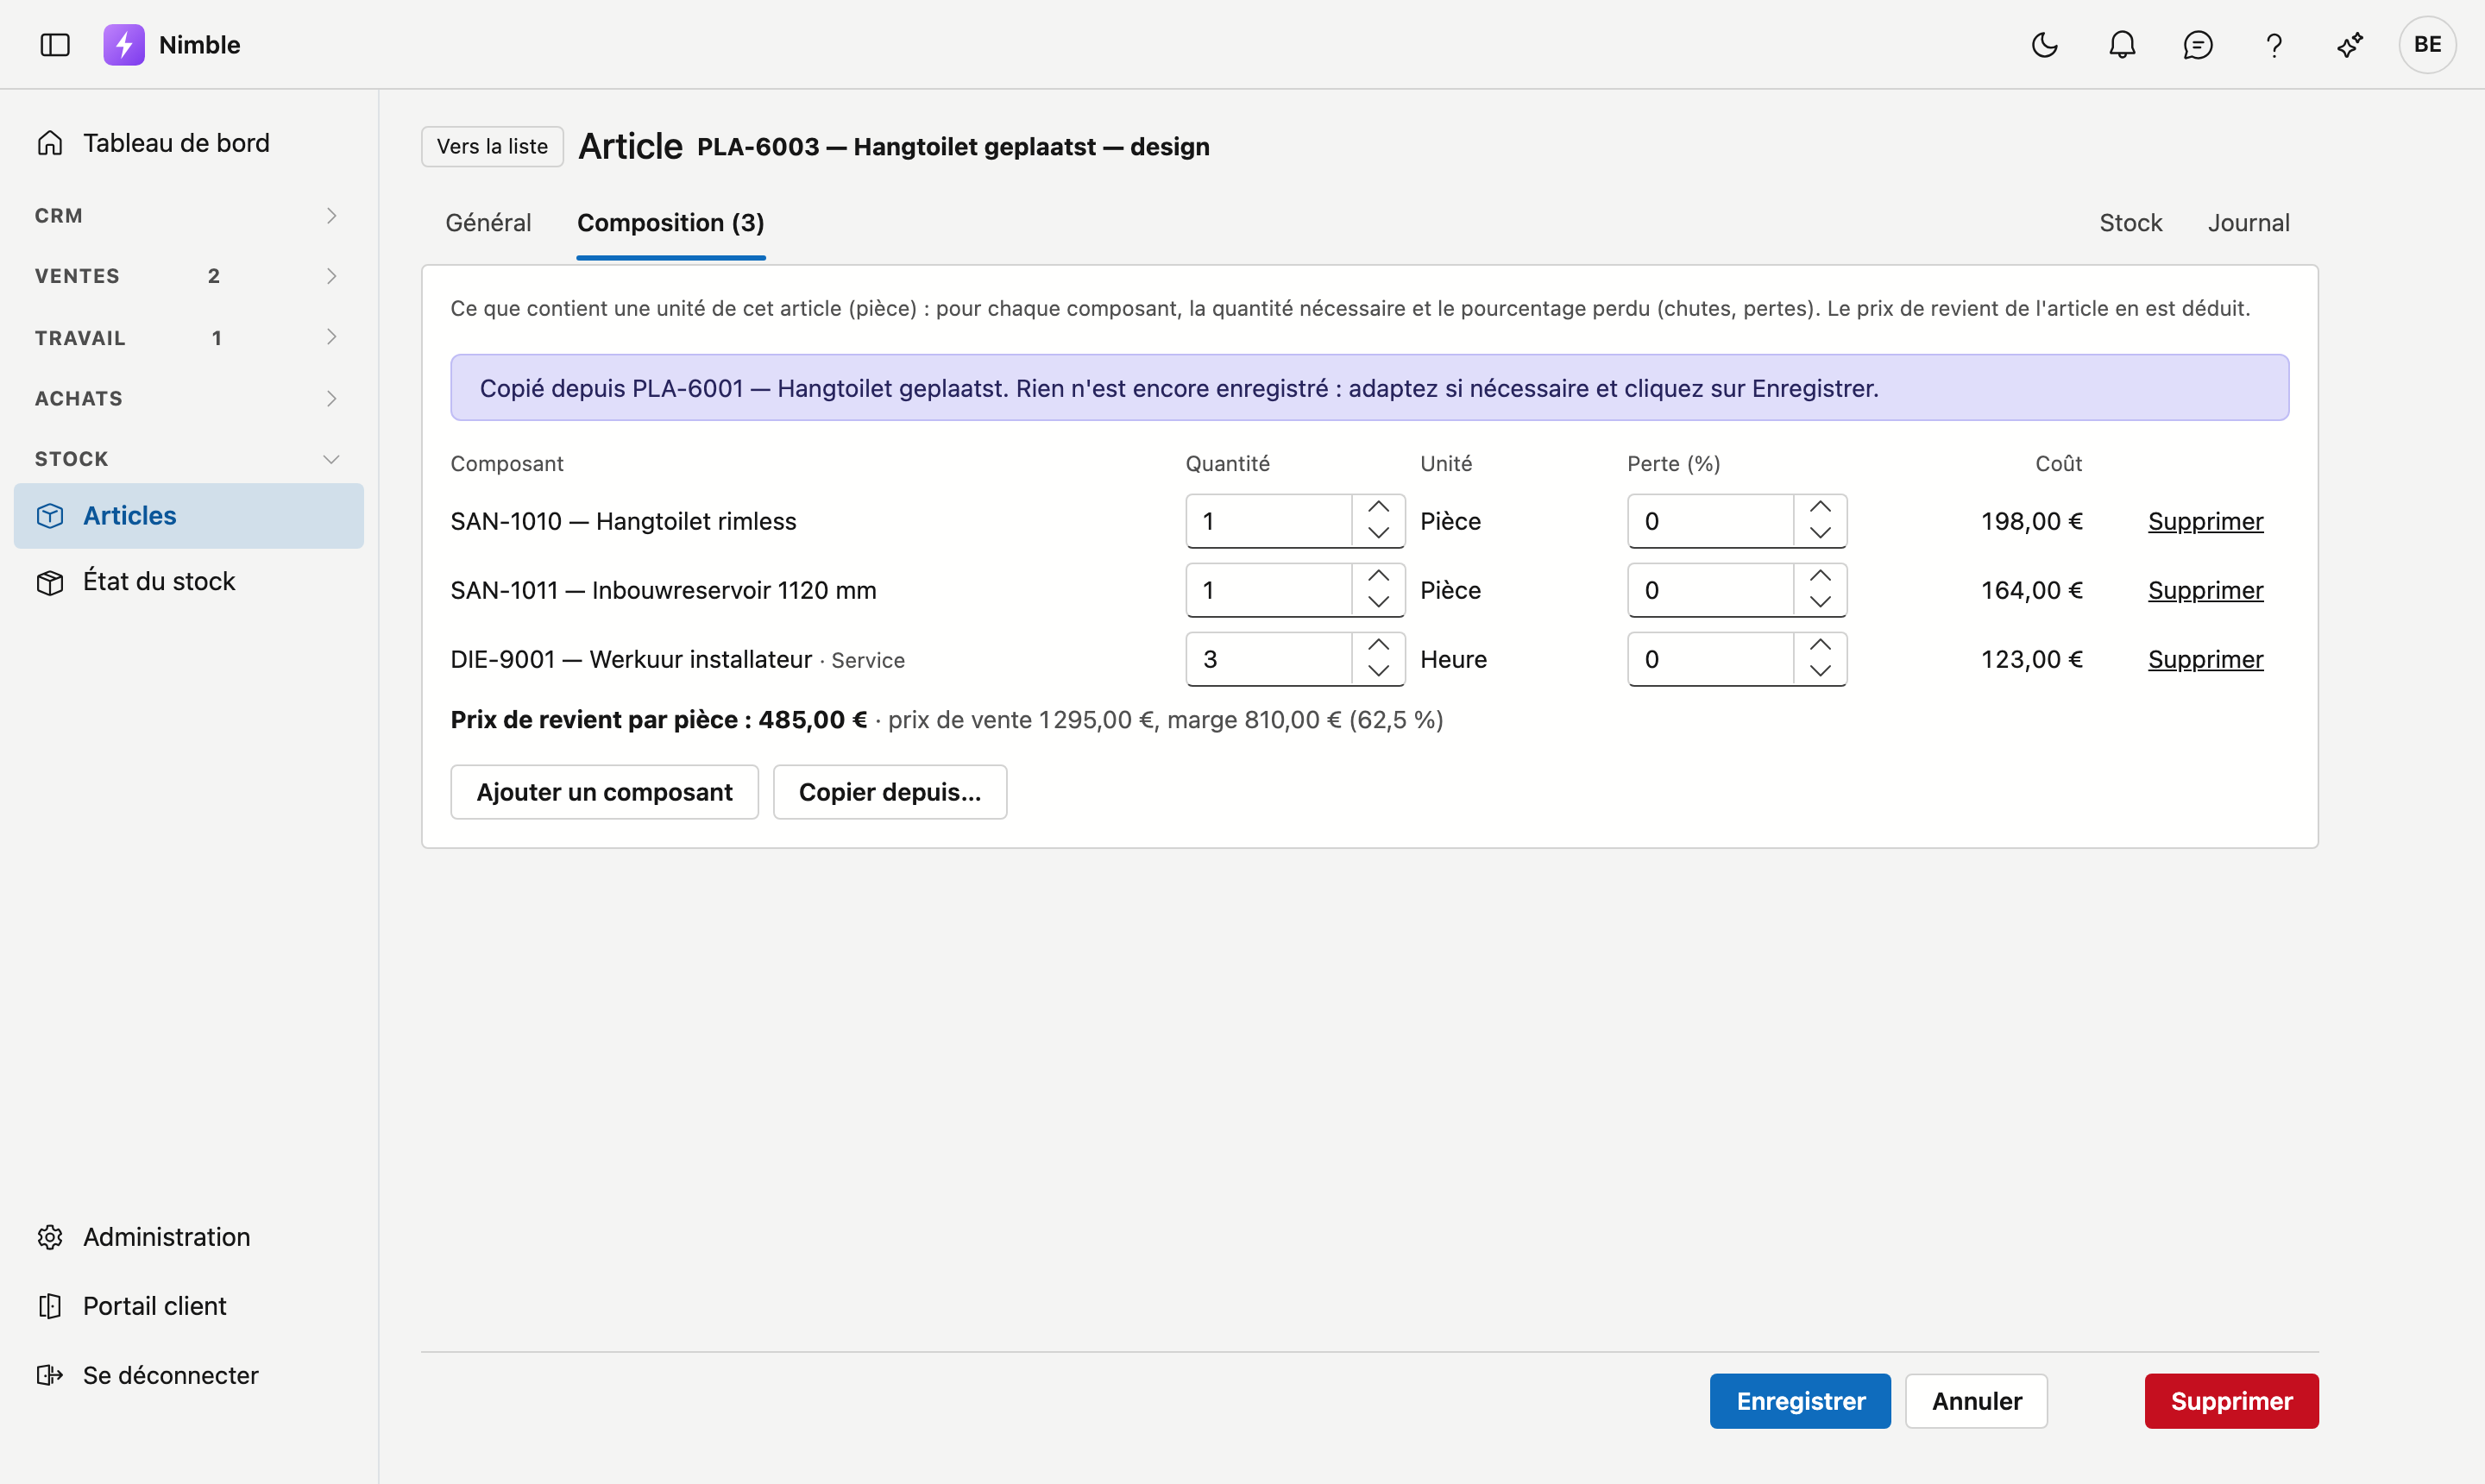 Nimble
BE
Tableau de bord
CRM
VENTES 2
TRAVAIL 1
ACHATS
STOCK
Articles
État du stock
Administration
Portail client
Se déconnecter
Vers la liste Article PLA-6003 — Hangtoilet geplaatst — design
Général Composition (3) Stock Journal
Ce que contient une unité de cet article (pièce) : pour chaque composant, la quantité nécessaire et le pourcentage perdu (chutes, pertes). Le prix de revient de l'article en est déduit.
Copié depuis PLA-6001 — Hangtoilet geplaatst. Rien n'est encore enregistré : adaptez si nécessaire et cliquez sur Enregistrer.
Composant Quantité Unité Perte (%) Coût
SAN-1010 — Hangtoilet rimless 1 Pièce 0 198,00 € Supprimer
SAN-1011 — Inbouwreservoir 1120 mm 1 Pièce 0 164,00 € Supprimer
DIE-9001 — Werkuur installateur · Service 3 Heure 0 123,00 € Supprimer
Prix de revient par pièce : 485,00 € · prix de vente 1 295,00 €, marge 810,00 € (62,5 %)
Ajouter un composant Copier depuis...
Enregistrer Annuler Supprimer